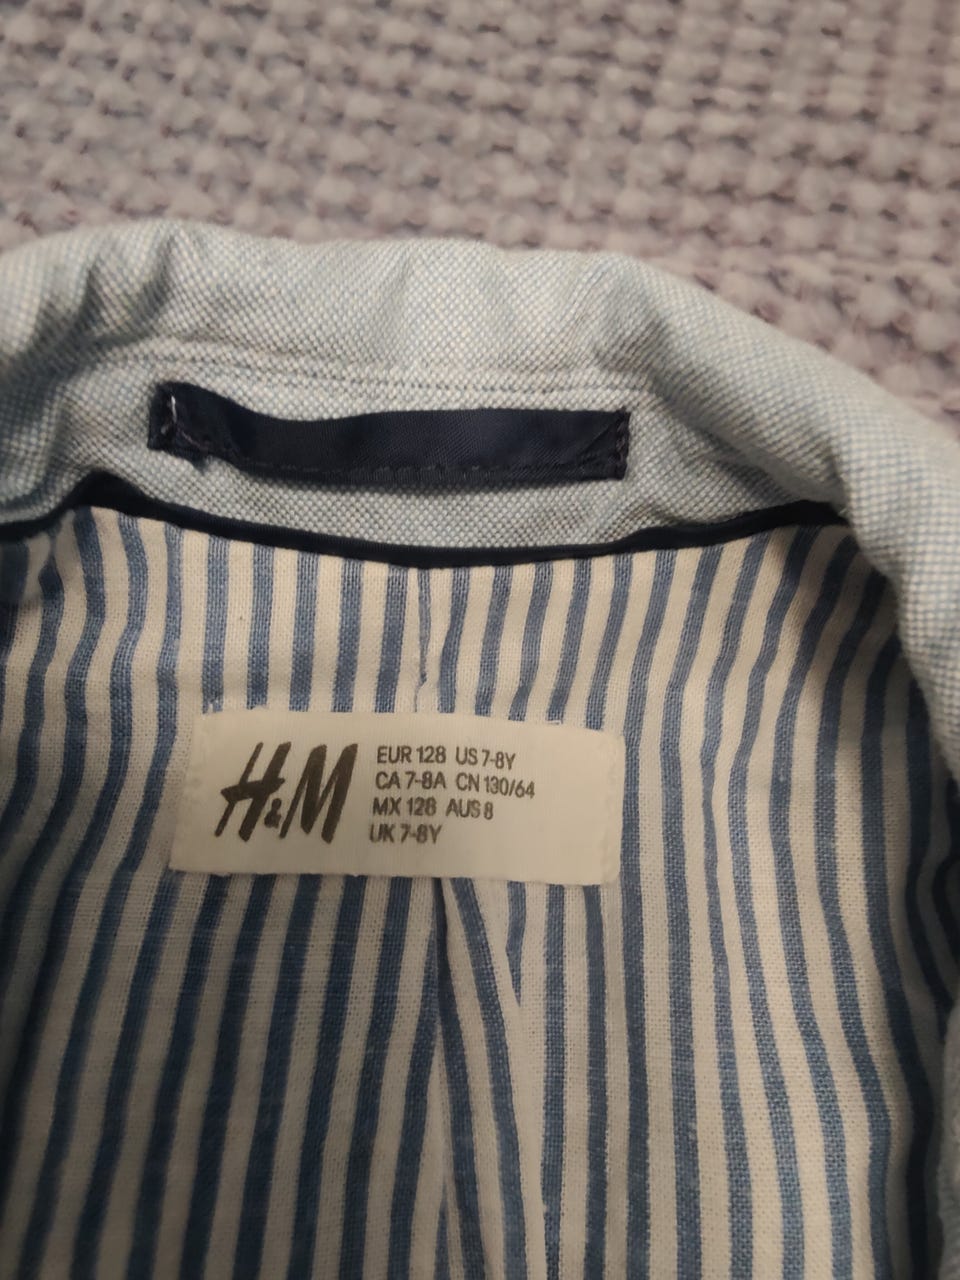 H&M
EUR 128 US 7-8Y
CA 7-8A CN 130/64
MX 128 AUS 8
UK 7-8Y